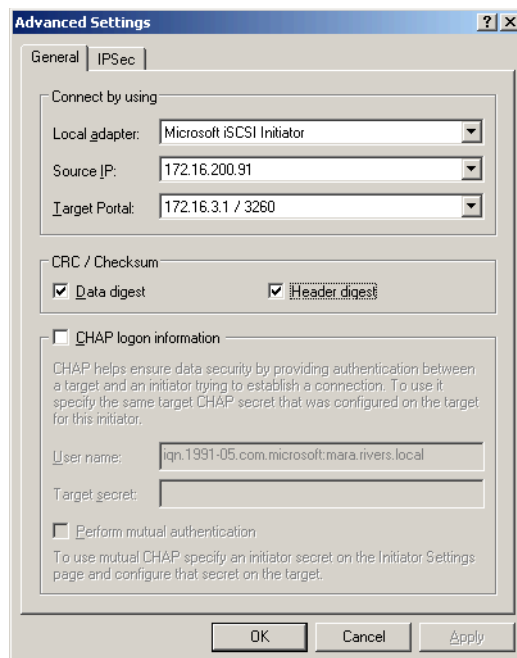 Advanced Settings
General IPSec
Connect by using
Local adapter: Microsoft iSCSI Initiator
Source IP: 172.16.200.91
Target Portal: 172.16.3.1 / 3260
CRC / Checksum
Data digest Header digest
CHAP logon information
CHAP helps ensure data security by providing authentication between
a target and an initiator trying to establish a connection. To use it
specify the same target CHAP secret that was configured on the target
for this initiator.
User name: iqn.1991-05.com.microsoft:mara.rivers.local
Target secret:
Perform mutual authentication
To use mutual CHAP specify an initiator secret on the Initiator Settings
page and configure that secret on the target.
OK Cancel Apply